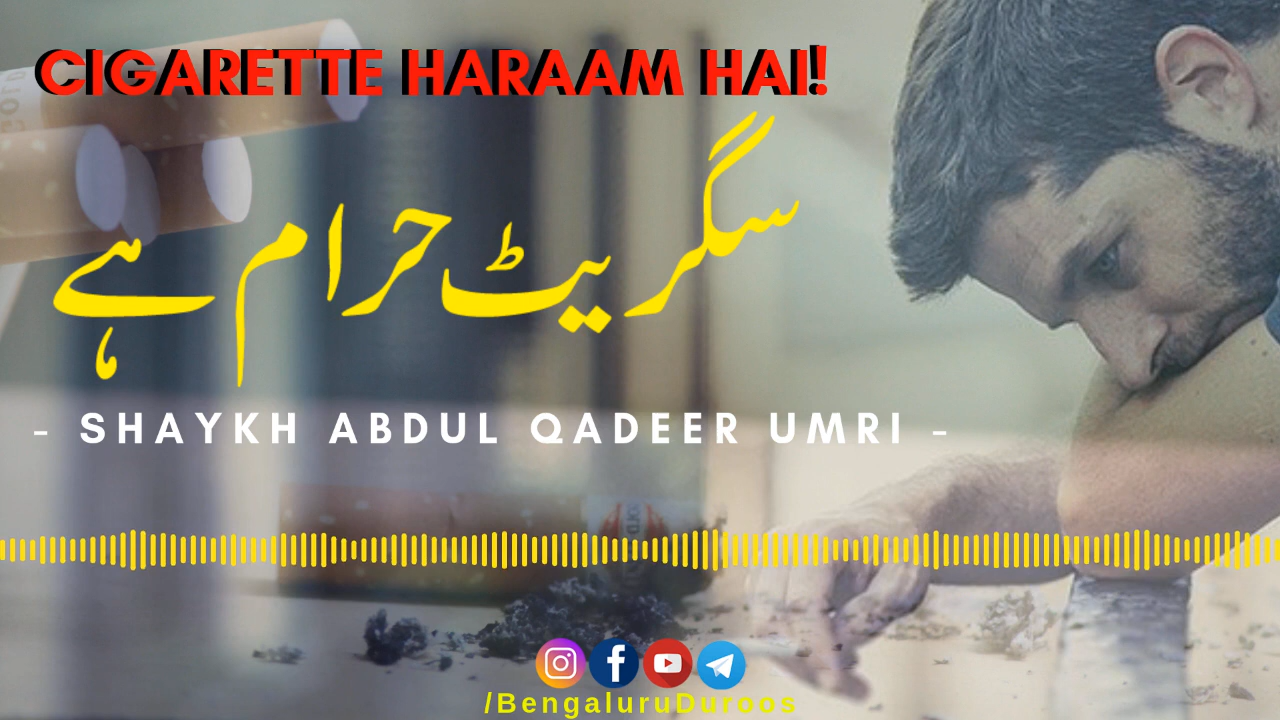 CIGARETTE HARAAM HAI!
سگریٹ حرام ہے
- SHAYKH ABDUL QADEER UMRI -
/BengaluruDuroos